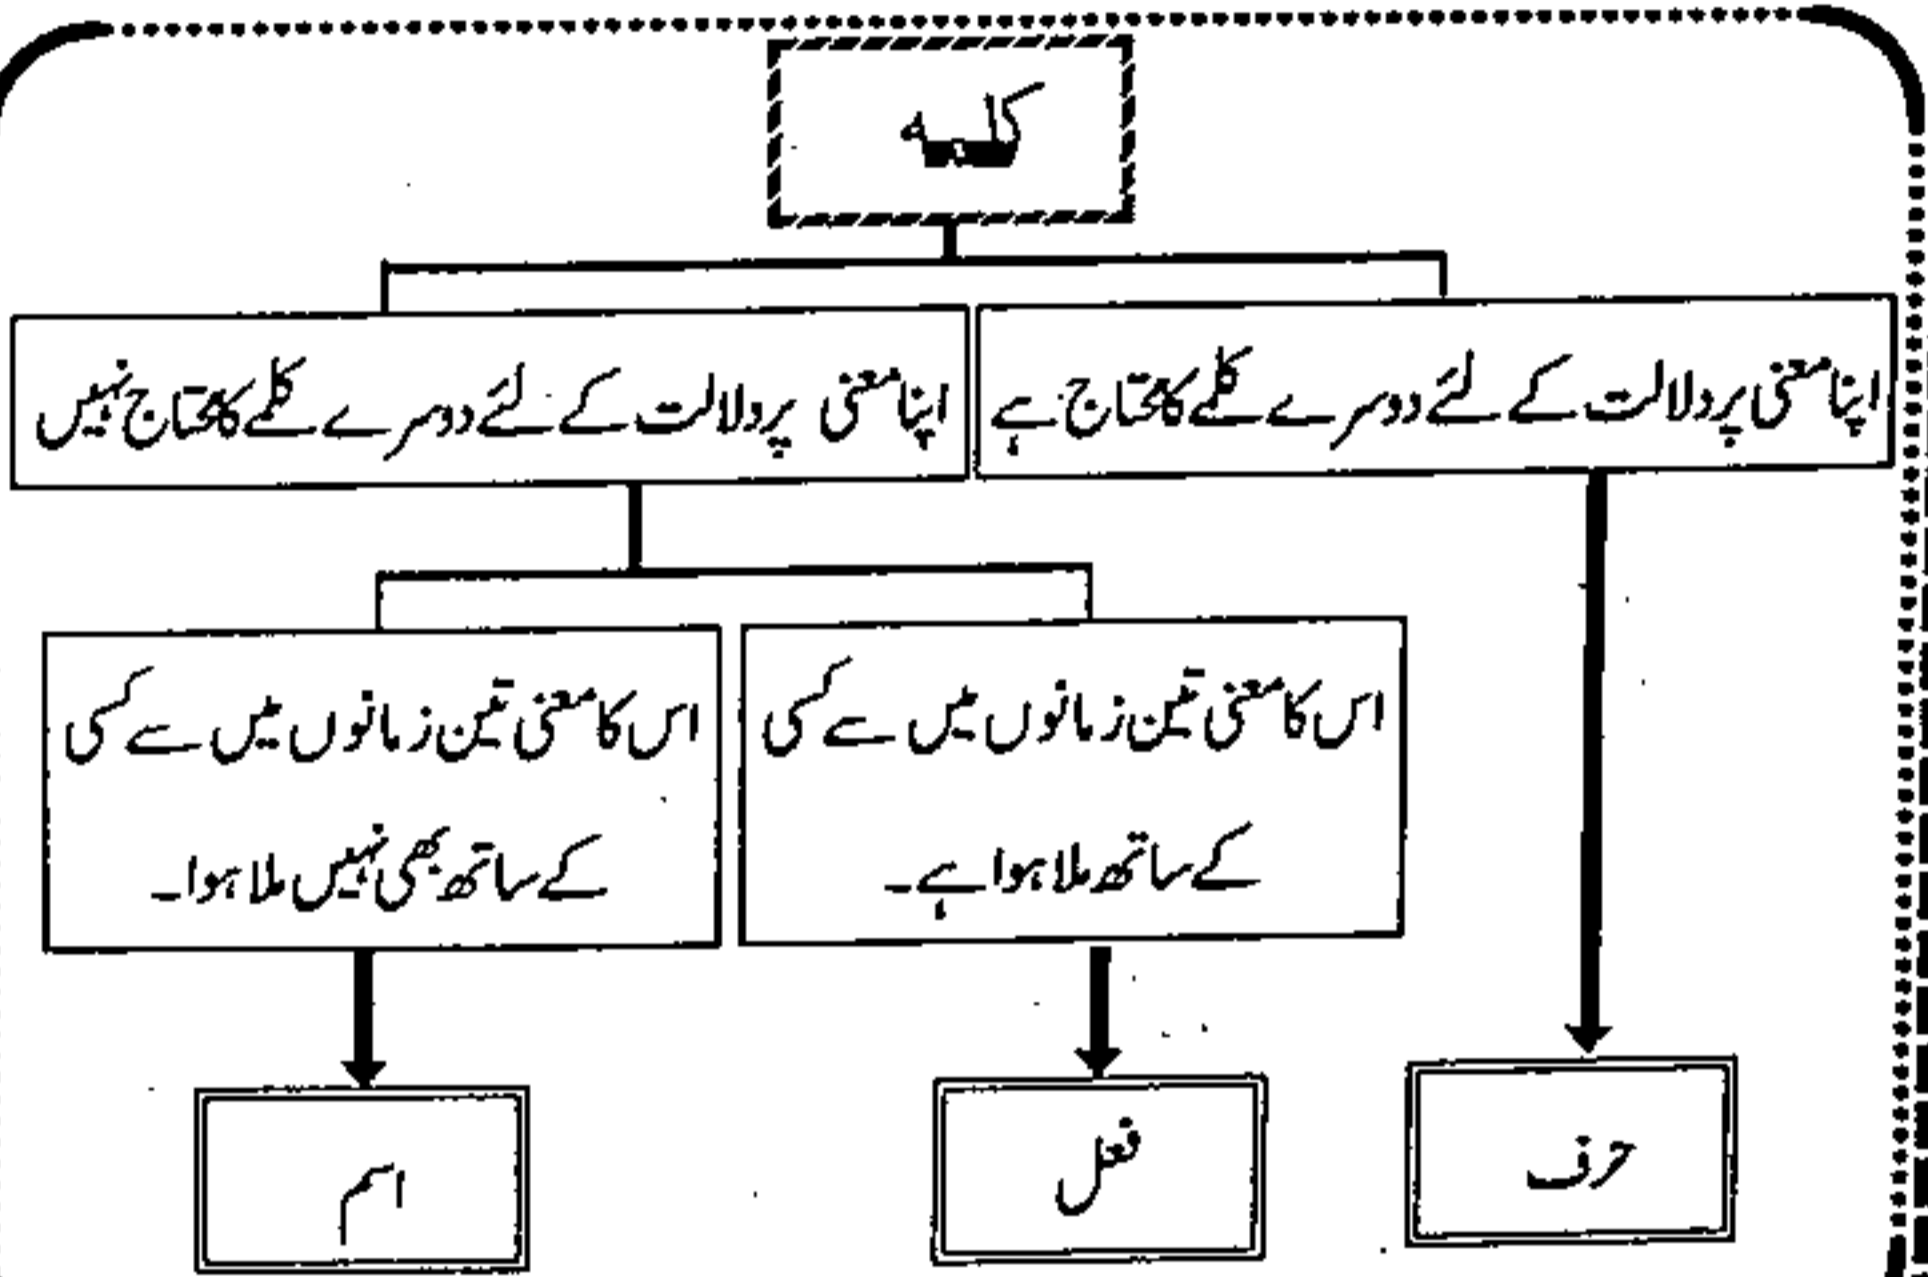 کلمہ
اپنا معنی پر دلالت کے لئے دوسرے کلمے کا محتاج ہے
اپنا معنی پر دلالت کے لئے دوسرے کلمے کا محتاج نہیں
اس کا معنی تین زمانوں میں سے کسی
کے ساتھ ملا ہوا ہے۔
اس کا معنی تین زمانوں میں سے کسی
کے ساتھ بھی نہیں ملا ہوا۔
حرف
فعل
اسم